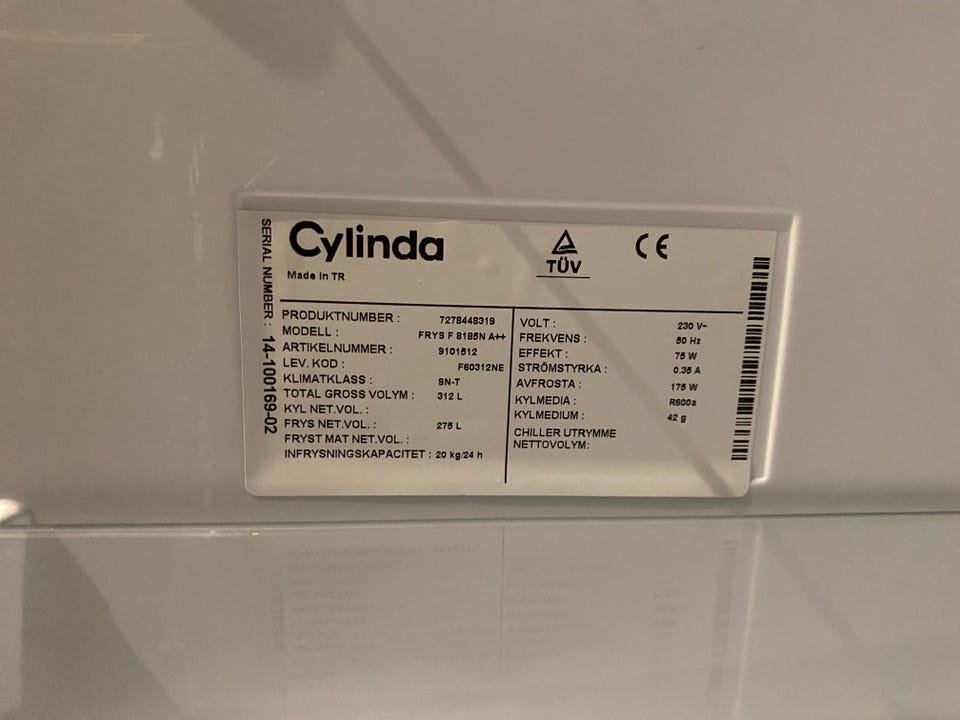 Cylinda
Made in TR
TÜV
CE
SERIAL NUMBER : 14-100169-02
PRODUKTNUMBER : 7278448319
MODELL : FRYS F 8185N A++
ARTIKELNUMMER : 9101512
LEV. KOD : F60312NE
KLIMATKLASS : SN-T
TOTAL GROSS VOLYM : 312 L
KYL NET.VOL. :
FRYS NET.VOL. : 275 L
FRYST MAT NET.VOL. :
INFRYSNINGSKAPACITET : 20 kg/24 h
VOLT : 230 V~
FREKVENS : 50 Hz
EFFEKT : 75 W
STRÖMSTYRKA : 0.35 A
AVFROSTA : 175 W
KYLMEDIA : R600a
KYLMEDIUM : 42 g
CHILLER UTRYMME
NETTOVOLYM: